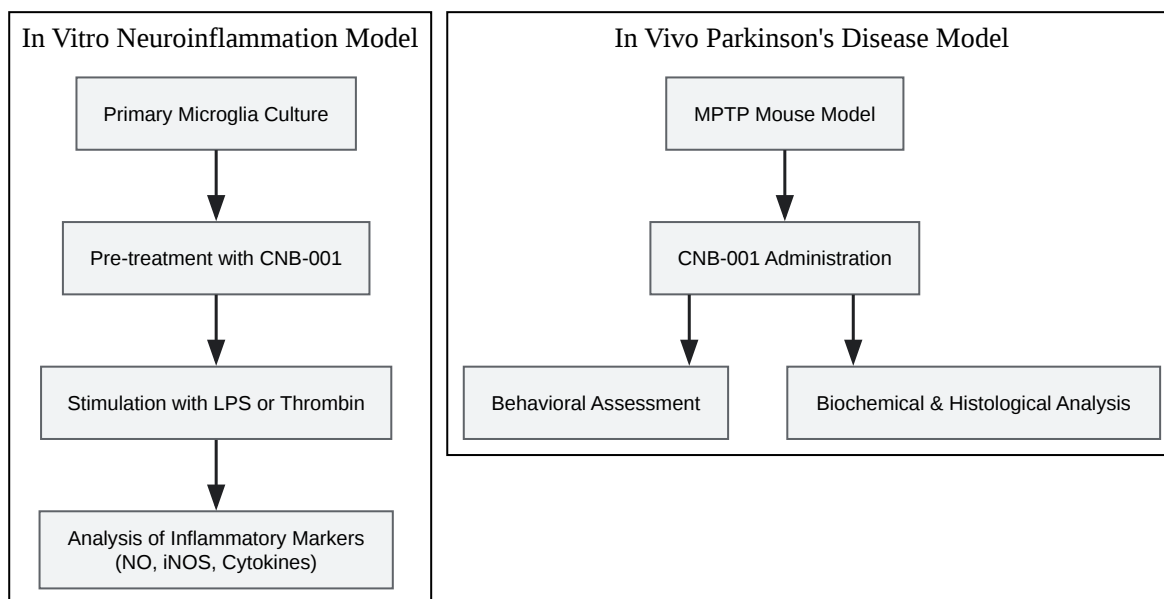 In Vitro Neuroinflammation Model
Primary Microglia Culture
Pre-treatment with CNB-001
Stimulation with LPS or Thrombin
Analysis of Inflammatory Markers
(NO, iNOS, Cytokines)
In Vivo Parkinson's Disease Model
MPTP Mouse Model
CNB-001 Administration
Behavioral Assessment
Biochemical & Histological Analysis